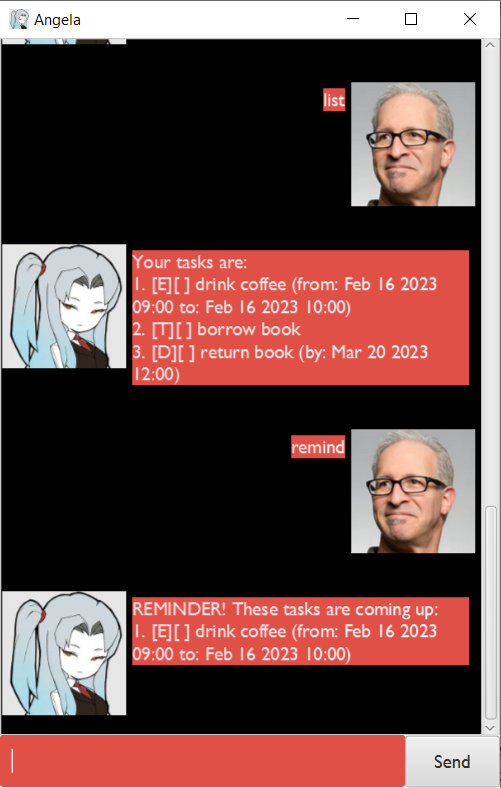 Angela
list
Your tasks are:
1. [E][ ] drink coffee (from: Feb 16 2023
09:00 to: Feb 16 2023 10:00)
2. [T][ ] borrow book
3. [D][ ] return book (by: Mar 20 2023
12:00)
remind
REMINDER! These tasks are coming up:
1. [E][ ] drink coffee (from: Feb 16 2023
09:00 to: Feb 16 2023 10:00)
Send